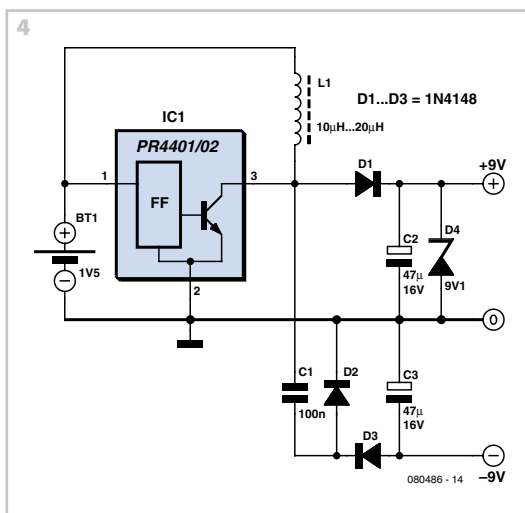 4
L1
D1...D3 = 1N4148
10µH...20µH
IC1
PR4401/02
1
3
D1
+9V
+
FF
BT1
+
1V5
−
2
C2
47µ
16V
D4
9V1
0
C1
100n
D2
C3
47µ
16V
D3
−
080486 - 14
–9V